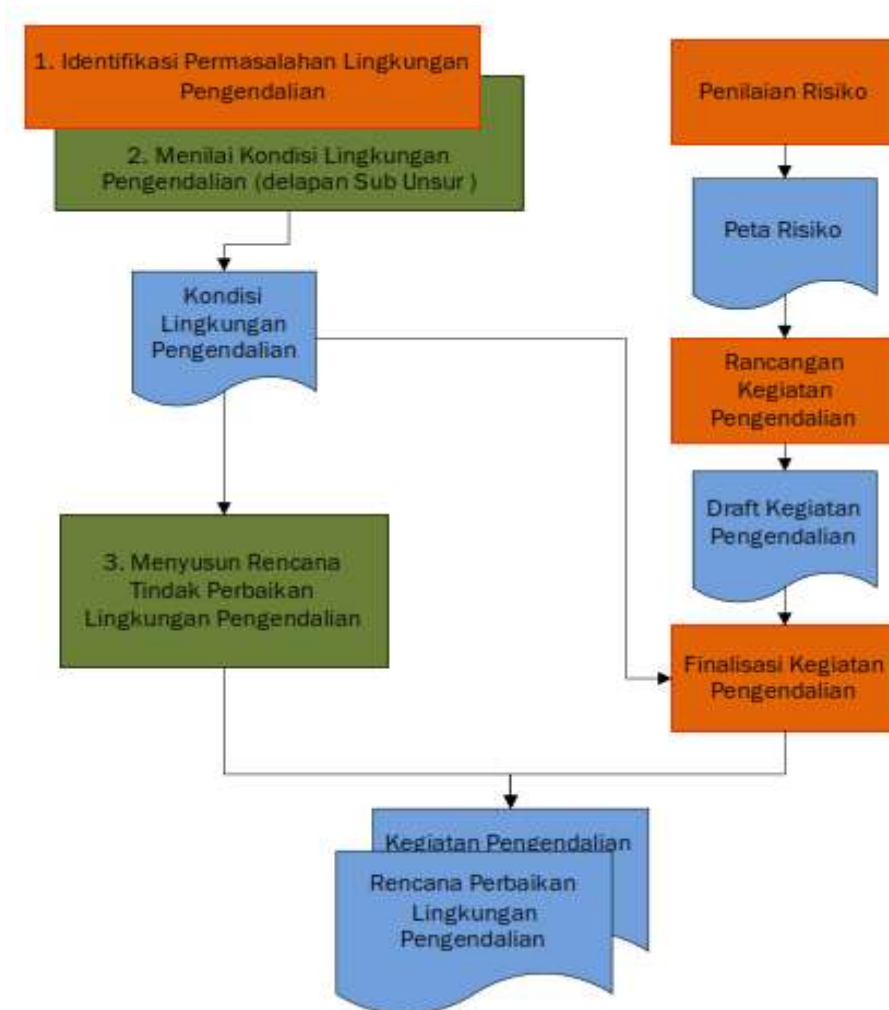 1. Identifikasi Permasalahan Lingkungan
Pengendalian
2. Menilai Kondisi Lingkungan
Pengendalian (delapan Sub Unsur )
Kondisi
Lingkungan
Pengendalian
3. Menyusun Rencana
Tindak Perbaikan
Lingkungan Pengendalian
Penilaian Risiko
Peta Risiko
Rancangan
Kegiatan
Pengendalian
Draft Kegiatan
Pengendalian
Finalisasi Kegiatan
Pengendalian
Kegiatan Pengendalian
Rencana Perbaikan
Lingkungan
Pengendalian